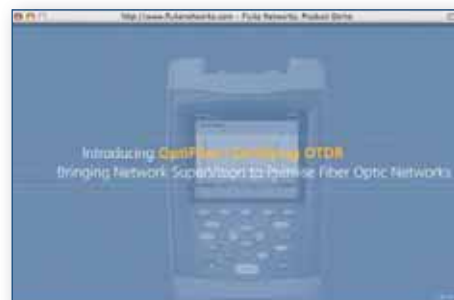 http://www.flukenetworks.com - Fluke Networks, Product Demo
Introducing OptiFiber Certifying OTDR
Bringing Network SuperVision to Premise Fiber Optic Networks